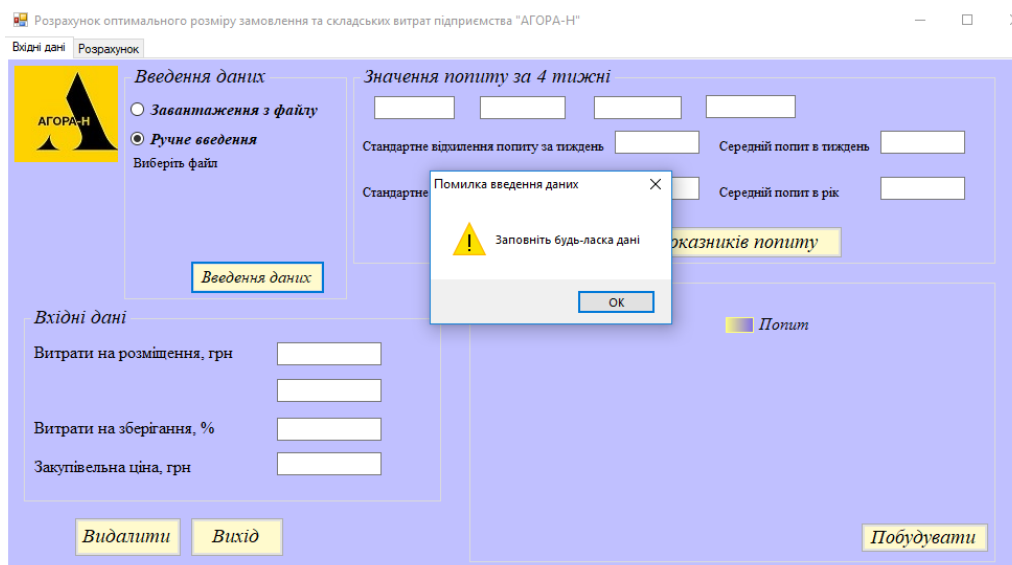 Розрахунок оптимального розміру замовлення та складських витрат підприємства "АГОРА-Н"
Вхідні дані
Розрахунок
АГОРА-Н
Введення даних
Завантаження з файлу
Ручне введення
Виберіть файл
Введення даних
Значення попиту за 4 тижні
Стандартне відхилення попиту за тиждень
Середній попит в тиждень
Стандартне
Середній попит в рік
оказників попиту
Помилка введення даних
Заповніть будь-ласка дані
ОК
Вхідні дані
Витрати на розміщення, грн
Витрати на зберігання, %
Закупівельна ціна, грн
Попит
Видалити
Вихід
Побудувати